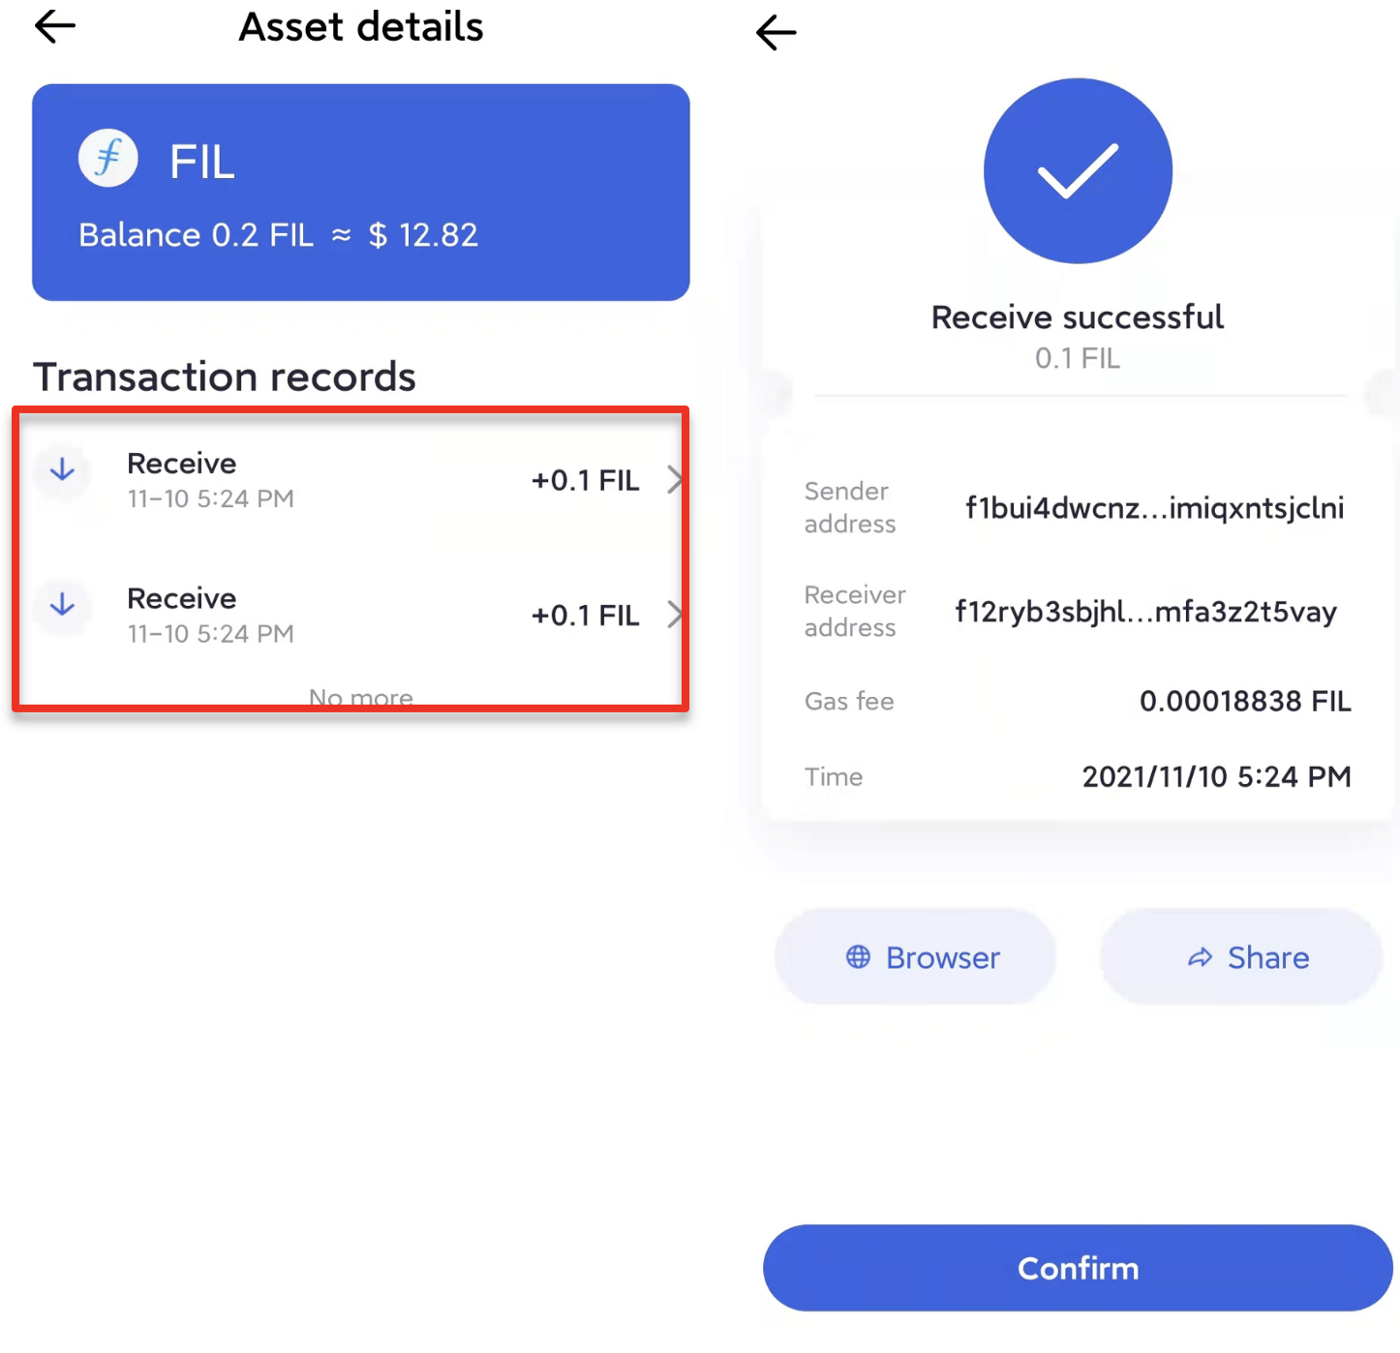 Asset details
FIL
Balance 0.2 FIL ≈ $ 12.82
Transaction records
Receive
11-10 5:24 PM
+0.1 FIL
Receive
11-10 5:24 PM
+0.1 FIL
No more
Receive successful
0.1 FIL
Sender
address
f1bui4dwcnz...imiqxntsjclni
Receiver
address
f12ryb3sbjhl...mfa3z2t5vay
Gas fee
0.00018838 FIL
Time
2021/11/10 5:24 PM
Browser
Share
Confirm